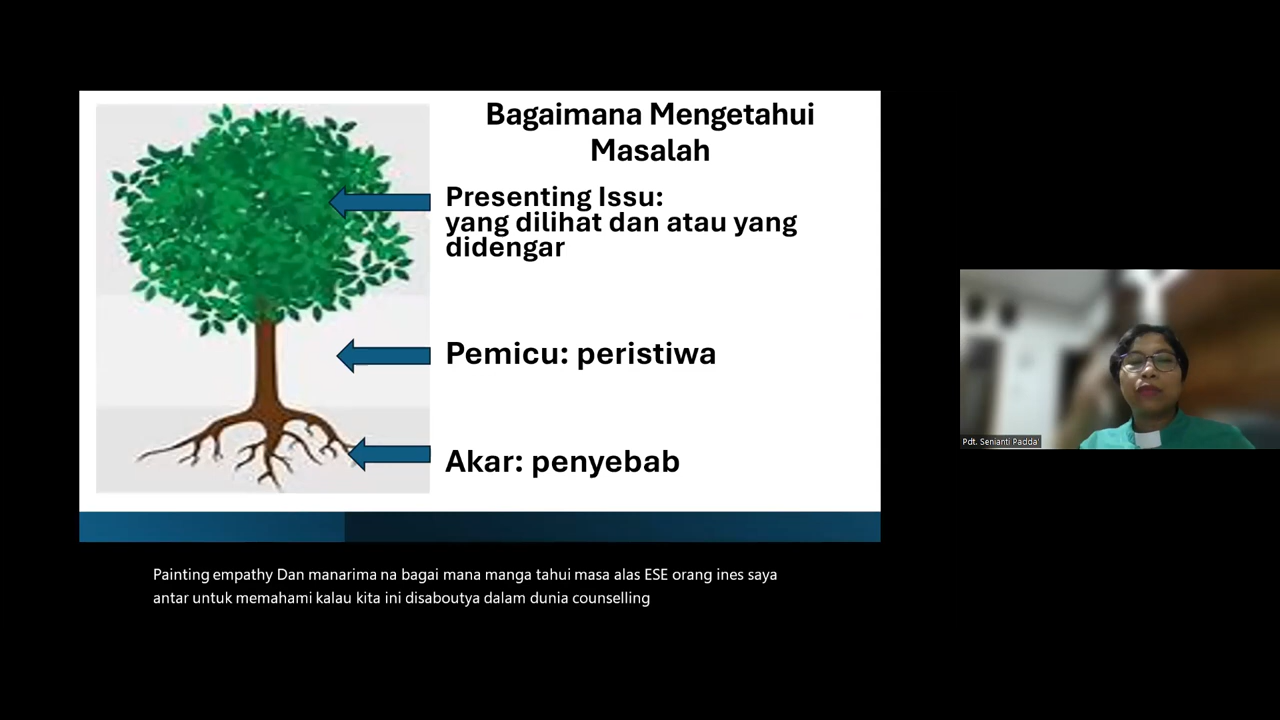 Bagaimana Mengetahui
Masalah
Presenting Issu:
yang dilihat dan atau yang
didengar
Pemicu: peristiwa
Akar: penyebab
Pdt. Senianti Padda'
Painting empathy Dan manarima na bagai mana manga tahui masa alas ESE orang ines saya
antar untuk memahami kalau kita ini disaboutya dalam dunia counselling